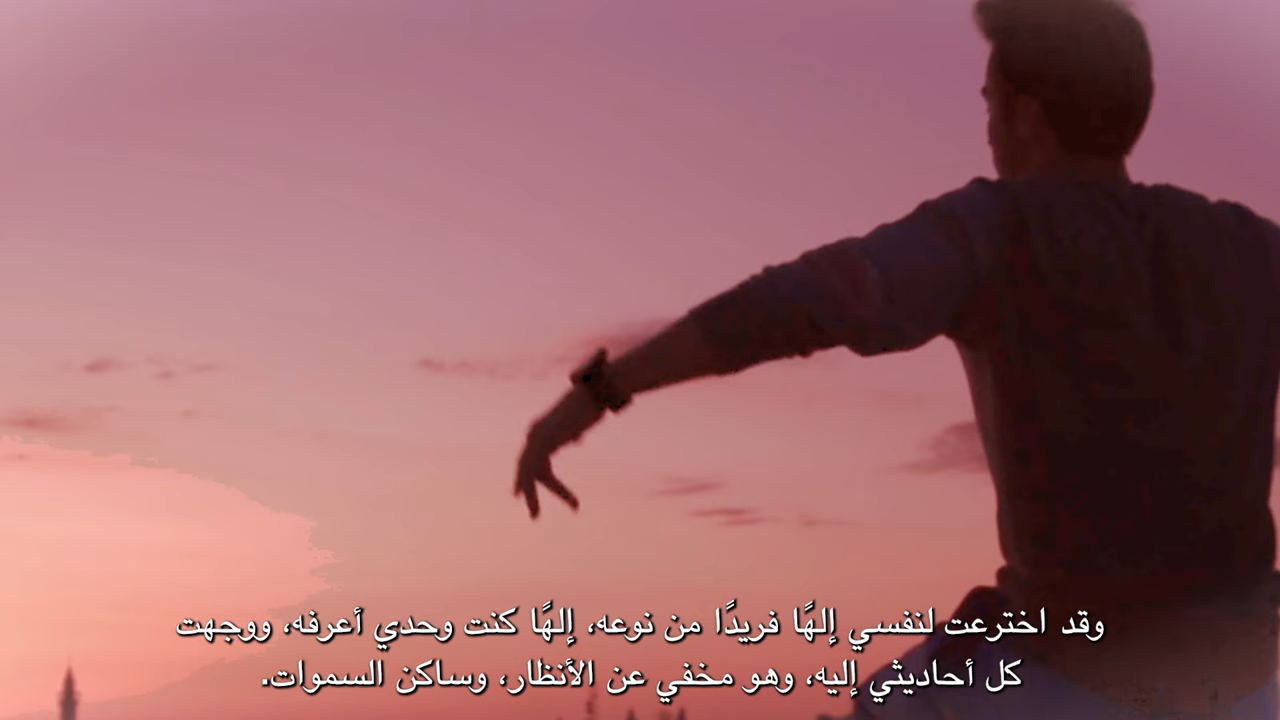 وقد اخترعت لنفسي إلهًا فريدًا من نوعه، إلهًا كنت وحدي أعرفه، ووجهت
كل أحاديثي إليه، وهو مخفي عن الأنظار، وساكن السموات.